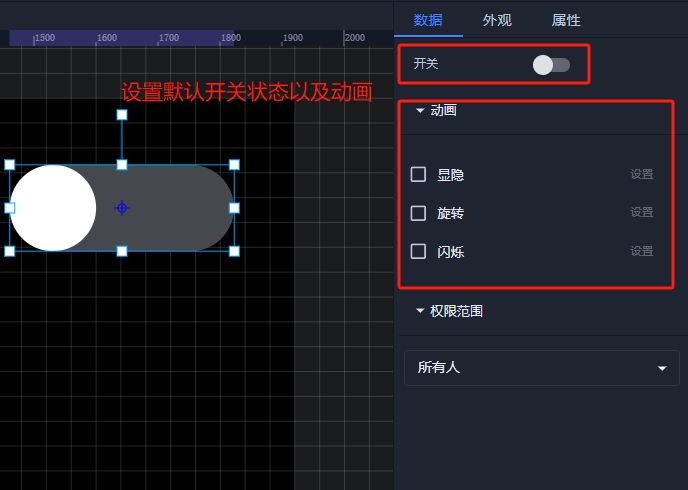 数据 外观 属性
1500 1600 1700 1800 1900 2000
开关
设置默认开关状态以及动画
动画
显隐 设置
旋转 设置
闪烁 设置
权限范围
所有人